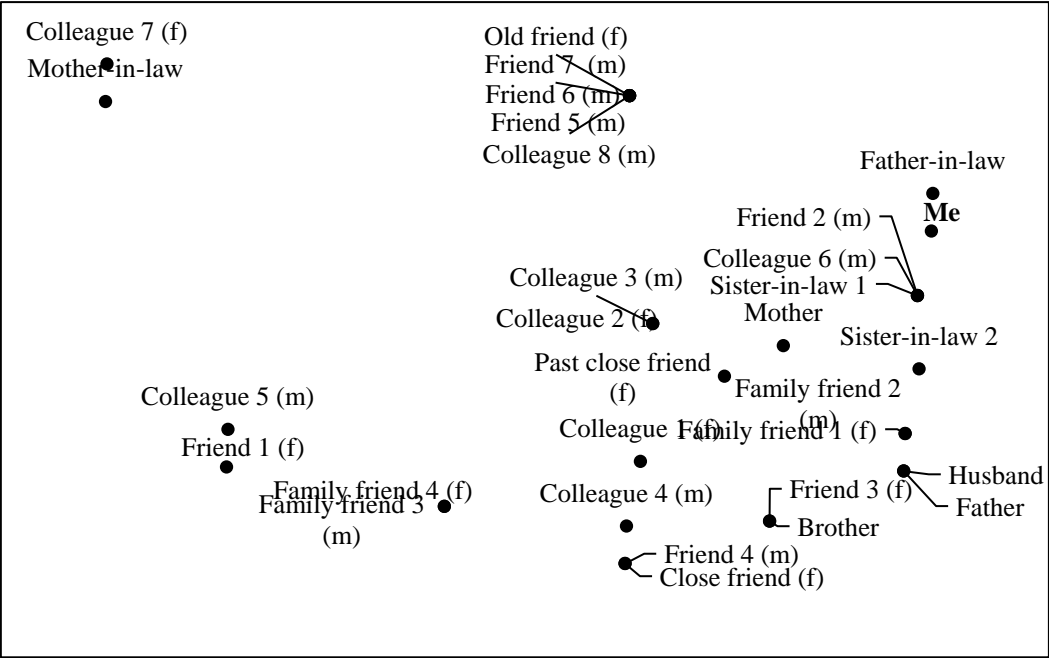 Colleague 7 (f)
Mother-in-law
Old friend (f)
Friend 7 (m)
Friend 6 (m)
Friend 5 (m)
Colleague 8 (m)
Father-in-law
Me
Friend 2 (m)
Colleague 6 (m)
Sister-in-law 1
Mother
Colleague 3 (m)
Colleague 2 (f)
Sister-in-law 2
Past close friend
(f)
Family friend 2
(m)
Colleague 5 (m)
Colleague 1 (f)
Family friend 1 (f)
Friend 1 (f)
Husband
Father
Family friend 4 (f)
Family friend 3
(m)
Colleague 4 (m)
Friend 3 (f)
Brother
Friend 4 (m)
Close friend (f)